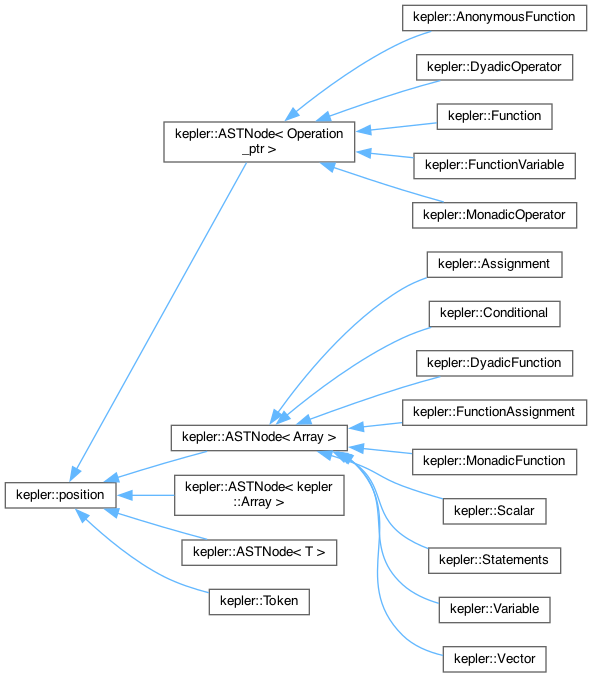 kepler::AnonymousFunction
kepler::DyadicOperator
kepler::Function
kepler::ASTNode< Operation
_ptr >
kepler::FunctionVariable
kepler::MonadicOperator
kepler::Assignment
kepler::Conditional
kepler::DyadicFunction
kepler::FunctionAssignment
kepler::ASTNode< Array >
kepler::MonadicFunction
kepler::position
kepler::ASTNode< kepler
::Array >
kepler::Scalar
kepler::ASTNode< T >
kepler::Statements
kepler::Token
kepler::Variable
kepler::Vector